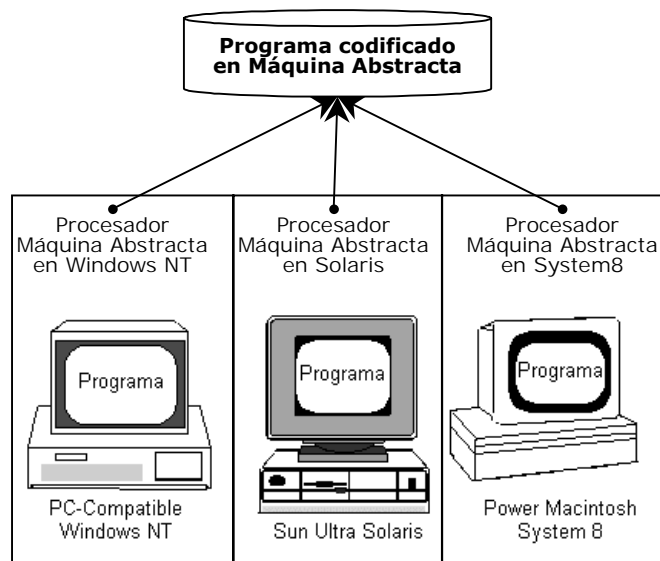 Programa codificado
en Máquina Abstracta
Procesador
Máquina Abstracta
en Windows NT
Procesador
Máquina Abstracta
en Solaris
Procesador
Máquina Abstracta
en System8
Programa
Programa
Programa
PC-Compatible
Windows NT
Sun Ultra Solaris
Power Macintosh
System 8